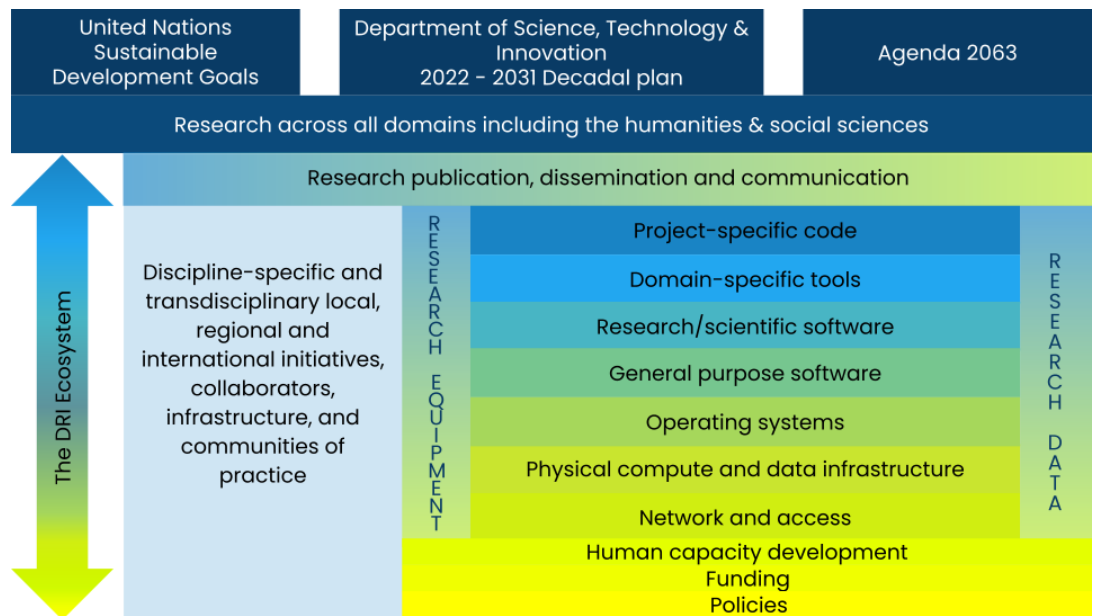 United Nations
Sustainable
Development Goals
Department of Science, Technology &
Innovation
2022 - 2031 Decadal plan
Agenda 2063
Research across all domains including the humanities & social sciences
The DRI Ecosystem
Research publication, dissemination and communication
Discipline-specific and
transdisciplinary local,
regional and
international initiatives,
collaborators,
infrastructure, and
communities of
practice
RESEARCH EQUIPMENT
Project-specific code
Domain-specific tools
Research/scientific software
General purpose software
Operating systems
Physical compute and data infrastructure
Network and access
RESEARCH DATA
Human capacity development
Funding
Policies